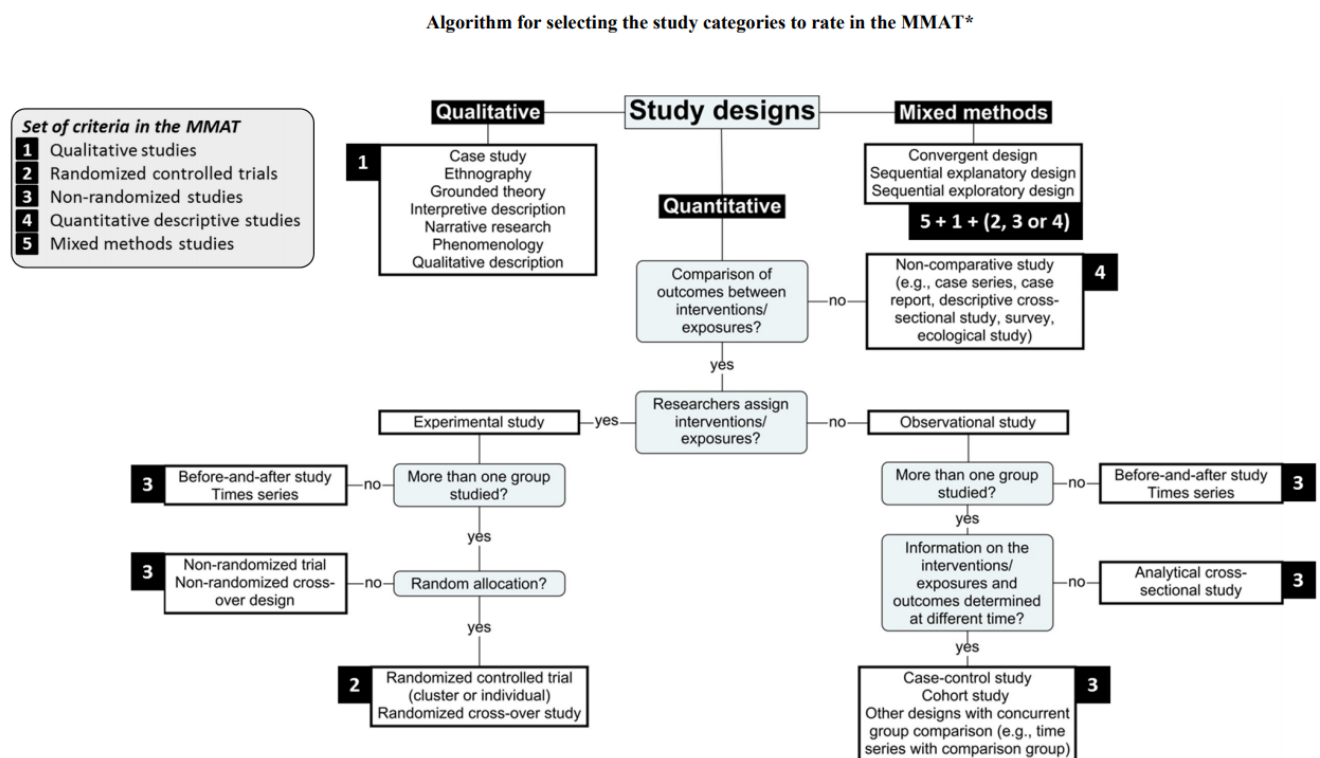 Algorithm for selecting the study categories to rate in the MMAT*
Set of criteria in the MMAT
1 Qualitative studies
2 Randomized controlled trials
3 Non-randomized studies
4 Quantitative descriptive studies
5 Mixed methods studies
Study designs
Qualitative
1
Case study
Ethnography
Grounded theory
Interpretive description
Narrative research
Phenomenology
Qualitative description
Mixed methods
Convergent design
Sequential explanatory design
Sequential exploratory design
5 + 1 + (2, 3 or 4)
Quantitative
Comparison of
outcomes between
interventions/
exposures?
no
Non-comparative study
(e.g., case series, case
report, descriptive cross-
sectional study, survey,
ecological study)
4
yes
Researchers assign
interventions/
exposures?
yes
Experimental study
no
Observational study
More than one group
studied?
no
3
Before-and-after study
Times series
yes
Random allocation?
no
3
Non-randomized trial
Non-randomized cross-
over design
yes
2
Randomized controlled trial
(cluster or individual)
Randomized cross-over study
More than one group
studied?
no
Before-and-after study
Times series
3
yes
Information on the
interventions/
exposures and
outcomes determined
at different time?
no
Analytical cross-
sectional study
3
yes
Case-control study
Cohort study
Other designs with concurrent
group comparison (e.g., time
series with comparison group)
3